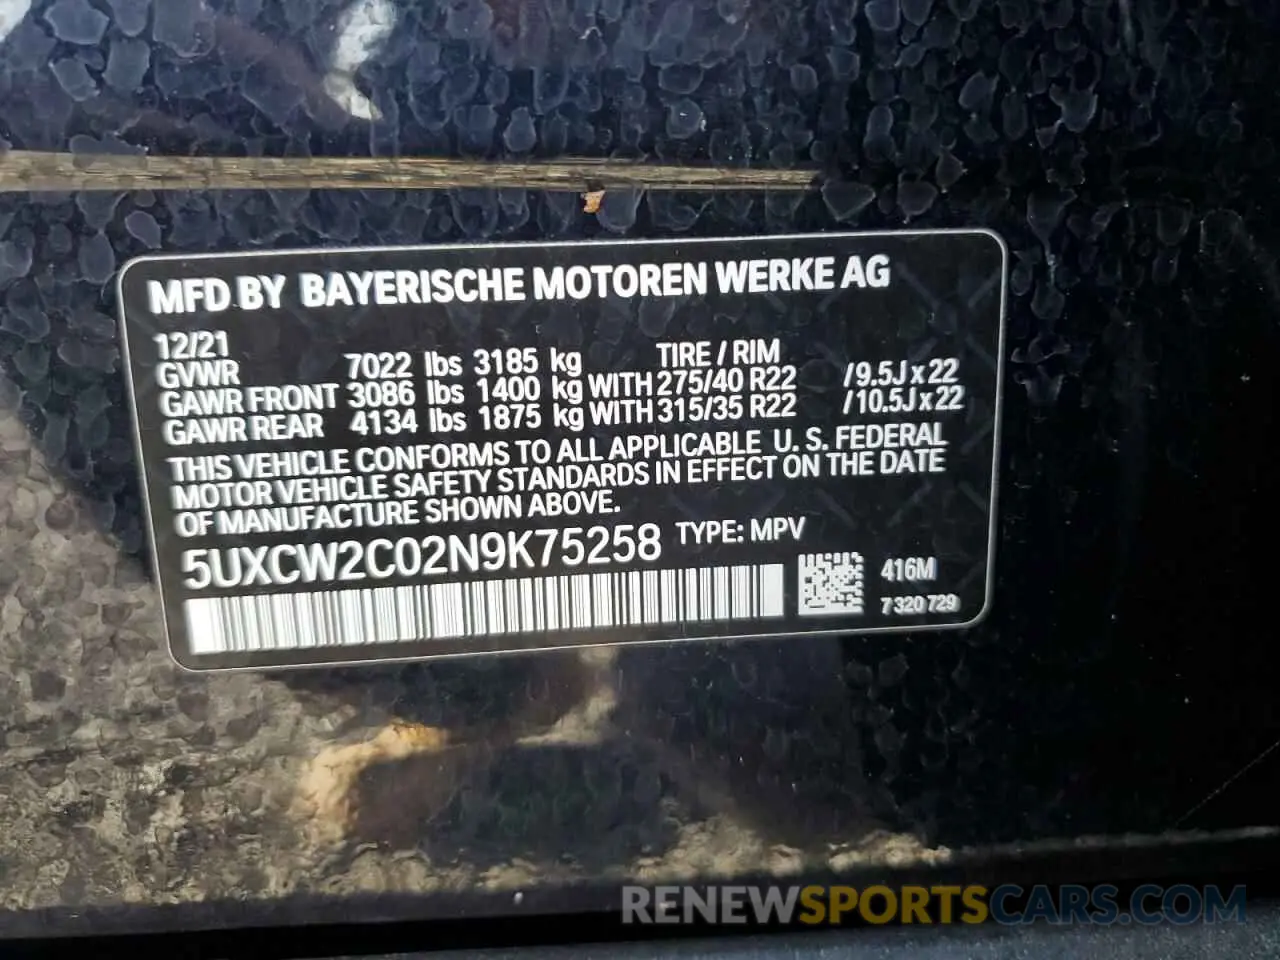 MFD BY BAYERISCHE MOTOREN WERKE AG
12/21 TIRE / RIM
GVWR 7022 lbs 3185 kg
GAWR FRONT 3086 lbs 1400 kg WITH 275/40 R22 /9.5J x 22
GAWR REAR 4134 lbs 1875 kg WITH 315/35 R22 /10.5J x 22
THIS VEHICLE CONFORMS TO ALL APPLICABLE U. S. FEDERAL
MOTOR VEHICLE SAFETY STANDARDS IN EFFECT ON THE DATE
OF MANUFACTURE SHOWN ABOVE.
5UXCW2C02N9K75258 TYPE: MPV
416M
7 320 729
RENEWSPORTSCARS.COM